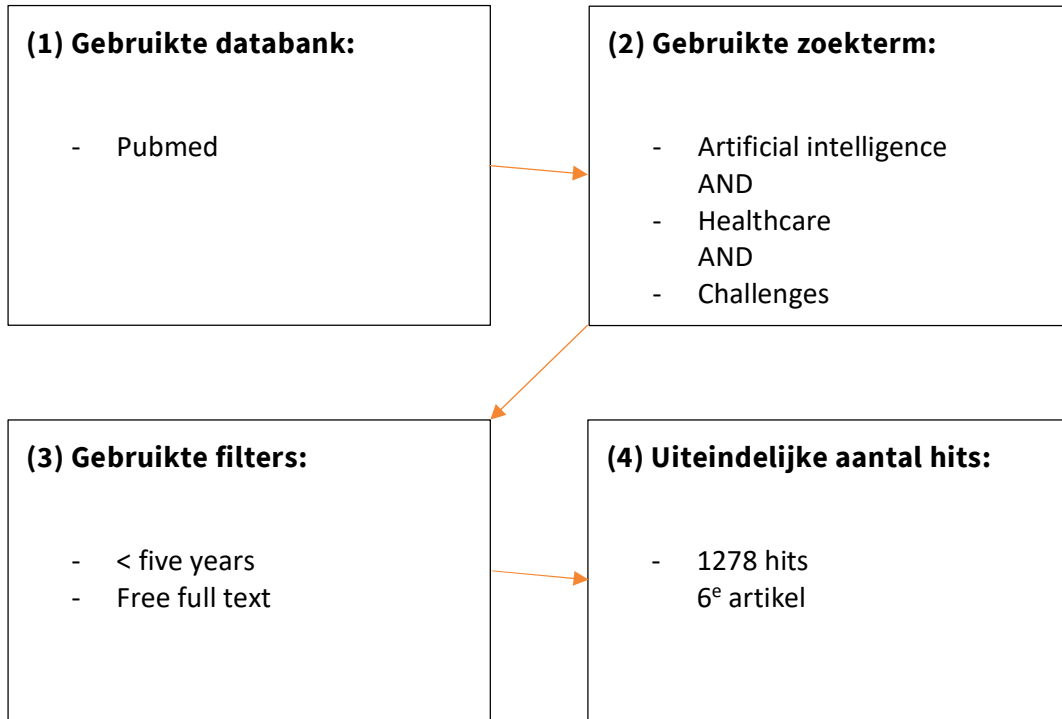 (1) Gebruikte databank:
- Pubmed
(2) Gebruikte zoekterm:
- Artificial intelligence
AND
- Healthcare
AND
- Challenges
(3) Gebruikte filters:
- < five years
- Free full text
(4) Uiteindelijke aantal hits:
- 1278 hits
6e artikel